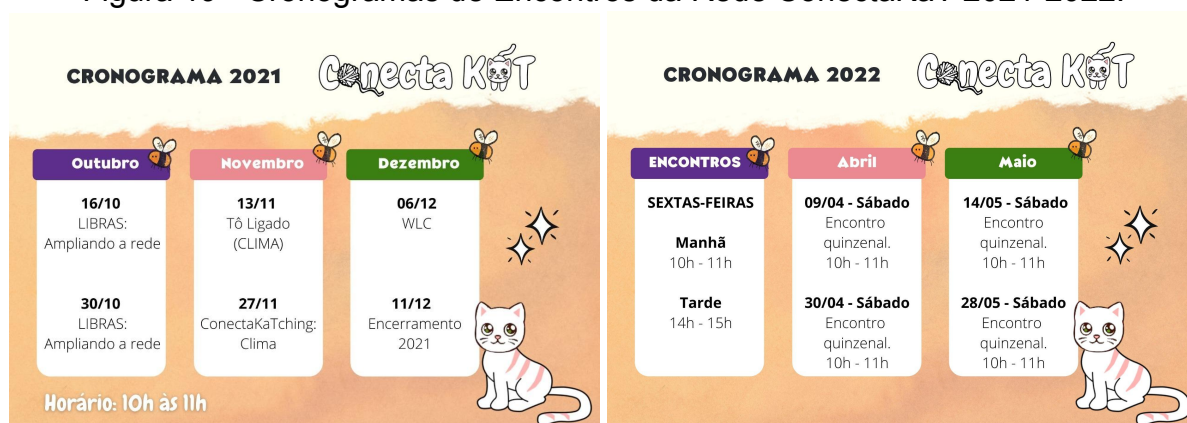 CRONOGRAMA 2021
Conecta KAT
Outubro
16/10
LIBRAS:
Ampliando a rede
30/10
LIBRAS:
Ampliando a rede
Novembro
13/11
Tô Ligado
(CLIMA)
27/11
ConectaKaTching:
Clima
Dezembro
06/12
WLC
11/12
Encerramento
2021
Horário: 10h às 11h
CRONOGRAMA 2022
Conecta KAT
ENCONTROS
SEXTAS-FEIRAS
Manhã
10h - 11h
Tarde
14h - 15h
Abril
09/04 - Sábado
Encontro
quinzenal.
10h - 11h
30/04 - Sábado
Encontro
quinzenal.
10h - 11h
Maio
14/05 - Sábado
Encontro
quinzenal.
10h - 11h
28/05 - Sábado
Encontro
quinzenal.
10h - 11h